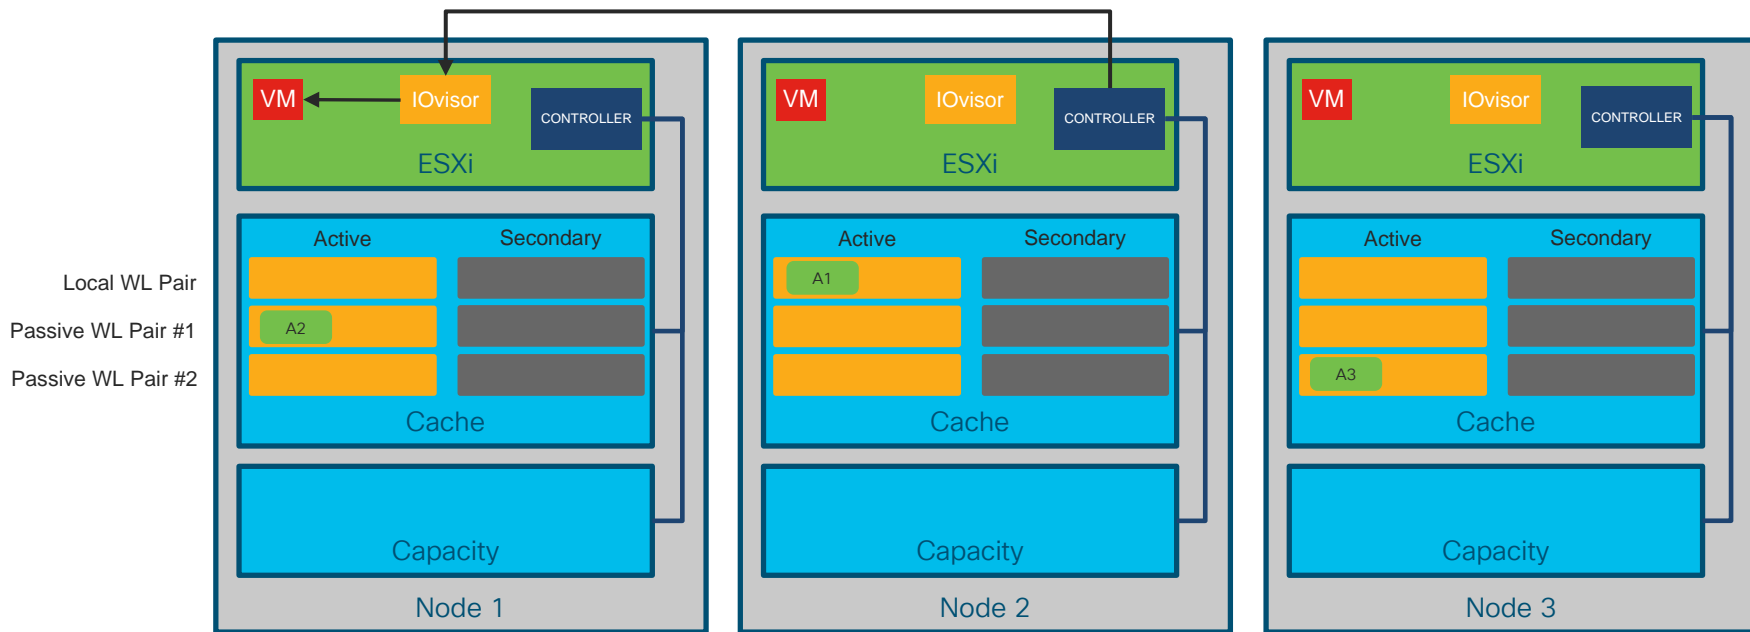 VM
IOvisor
CONTROLLER
ESXi
VM
IOvisor
CONTROLLER
ESXi
VM
IOvisor
CONTROLLER
ESXi
Active Secondary
Active Secondary
Active Secondary
Local WL Pair
A1
Passive WL Pair #1
A2
Passive WL Pair #2
A3
Cache
Cache
Cache
Capacity
Capacity
Capacity
Node 1
Node 2
Node 3